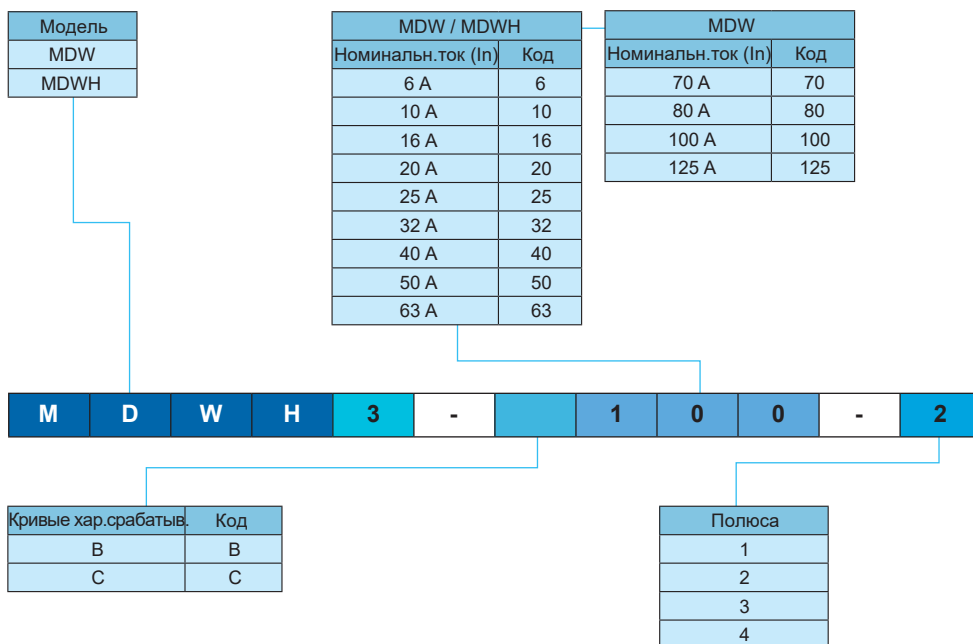 Модель
MDW
MDWH
MDW / MDWH
Номинальн.ток (In) Код
6 A 6
10 A 10
16 A 16
20 A 20
25 A 25
32 A 32
40 A 40
50 A 50
63 A 63
MDW
Номинальн.ток (In) Код
70 A 70
80 A 80
100 A 100
125 A 125
M D W H 3 - 1 0 0 - 2
Кривые хар.срабатыв. Код
B B
C C
Полюса
1
2
3
4